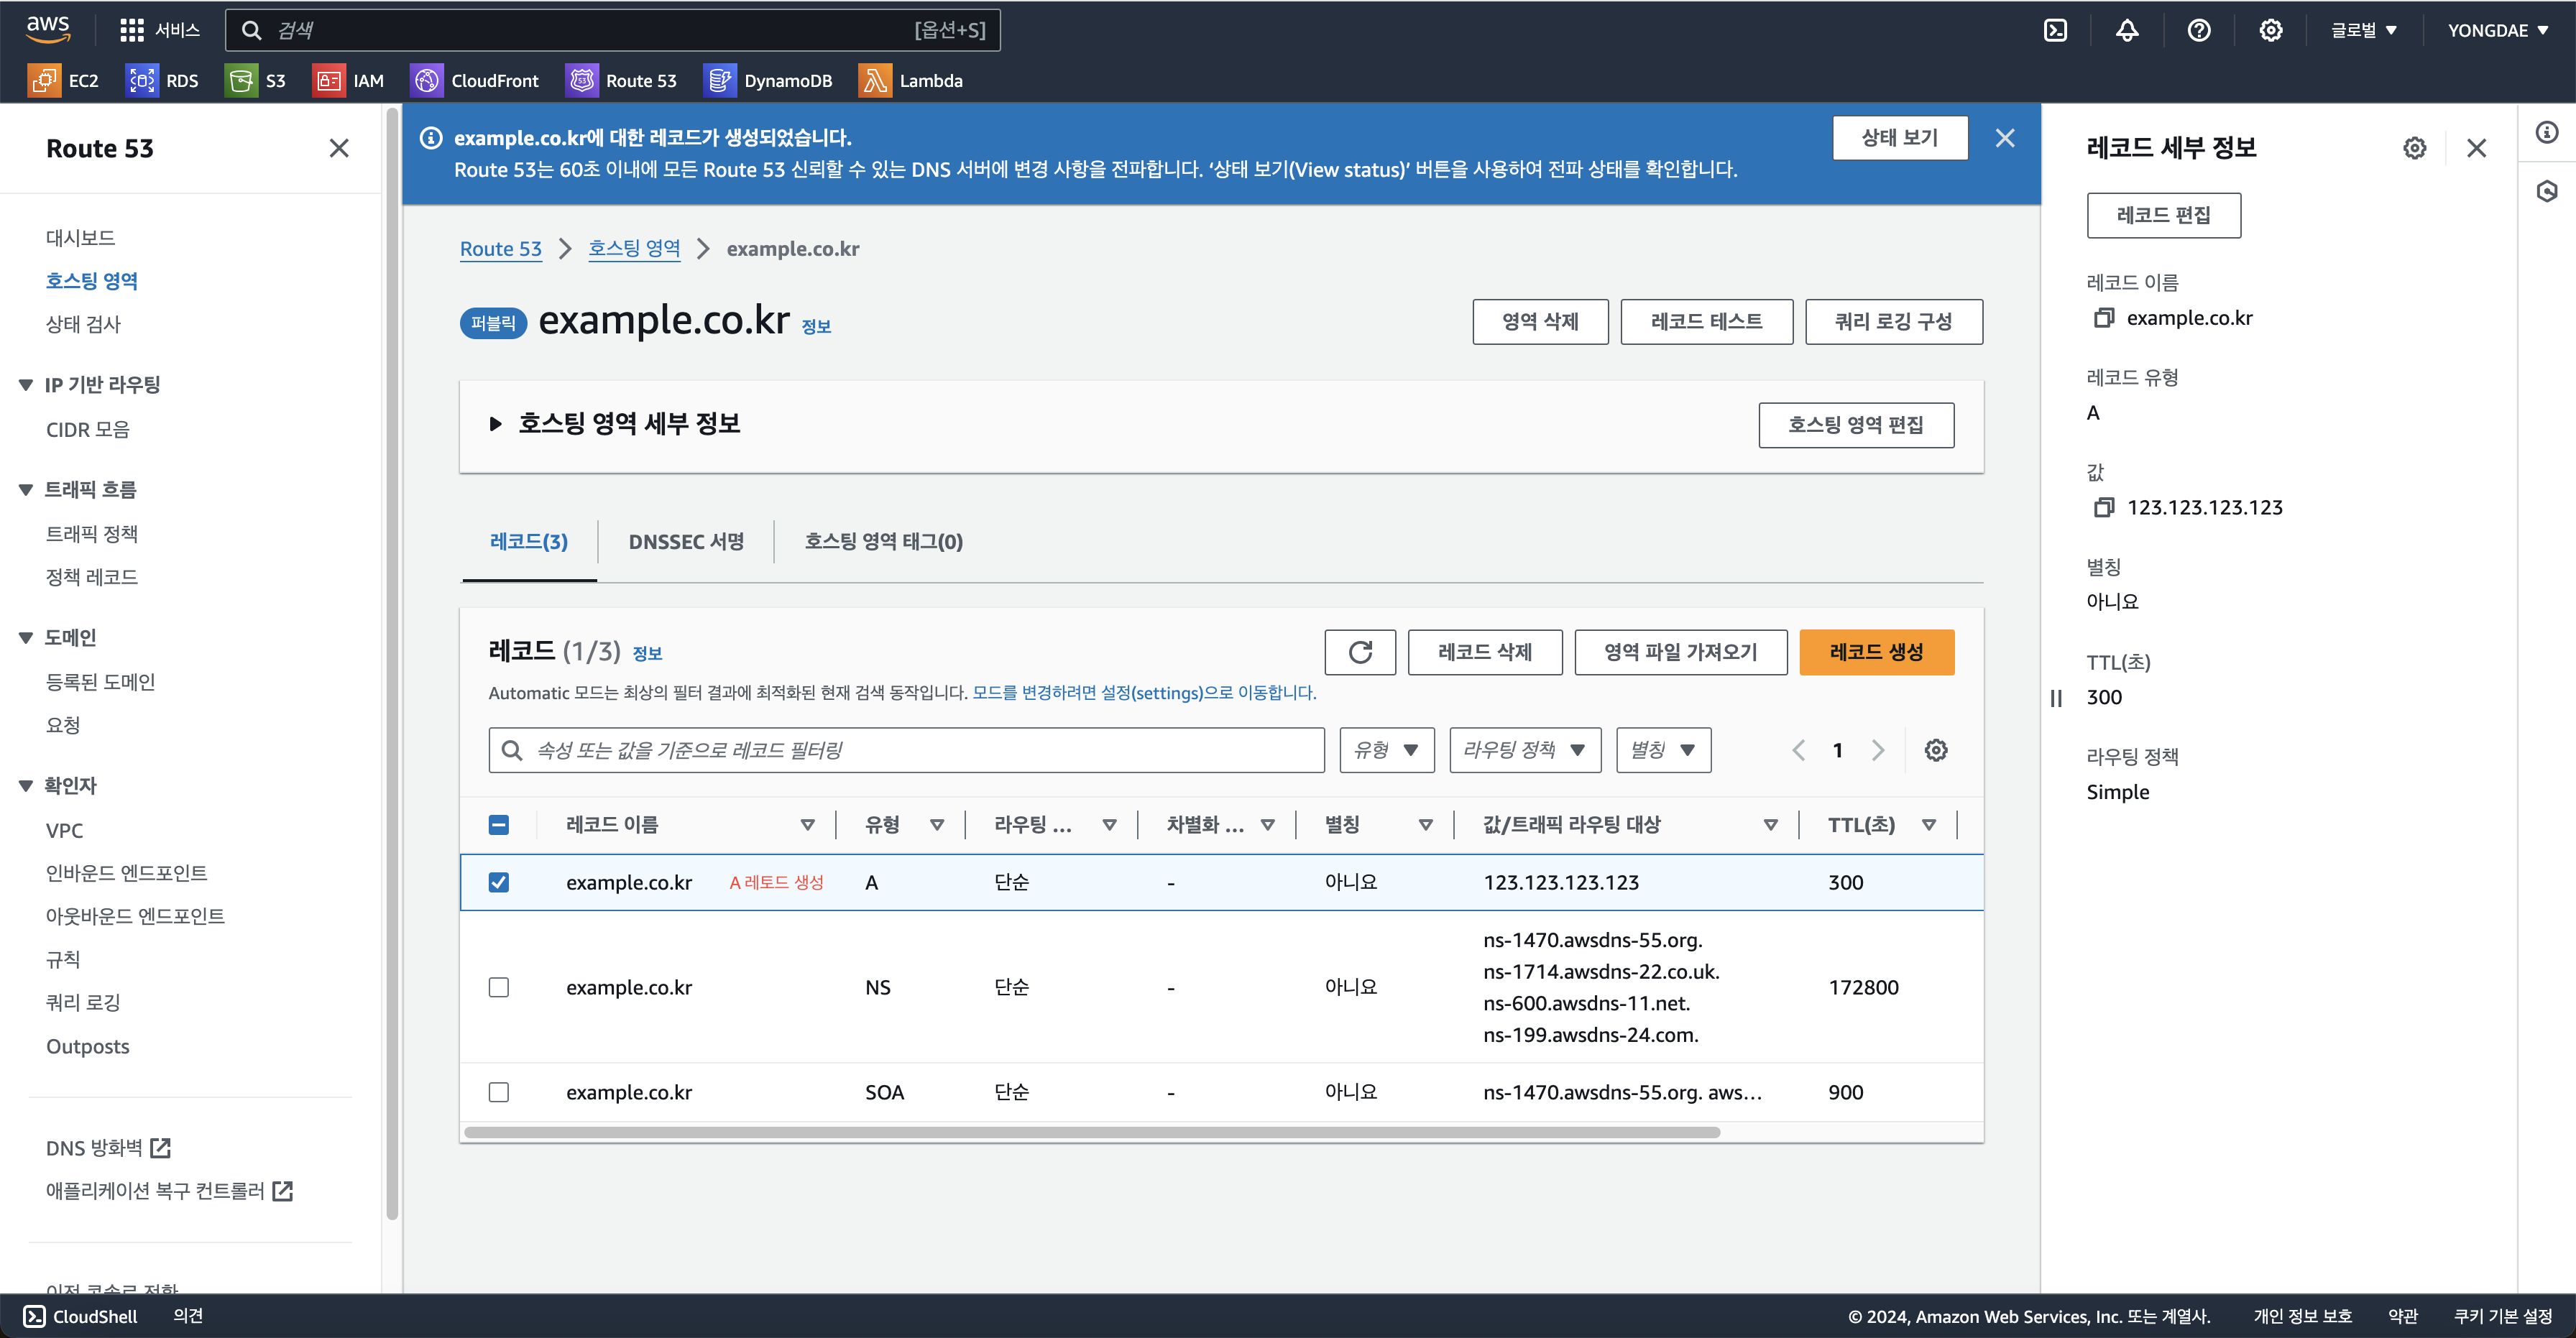 aws
서비스
검색
[옵션+S]
글로벌
YONGDAE
EC2
RDS
S3
IAM
CloudFront
Route 53
DynamoDB
Lambda
Route 53
대시보드
호스팅 영역
상태 검사
IP 기반 라우팅
CIDR 모음
트래픽 흐름
트래픽 정책
정책 레코드
도메인
등록된 도메인
요청
확인자
VPC
인바운드 엔드포인트
아웃바운드 엔드포인트
규칙
쿼리 로깅
Outposts
DNS 방화벽
애플리케이션 복구 컨트롤러
이전 콘솔로 전환
example.co.kr에 대한 레코드가 생성되었습니다.
Route 53는 60초 이내에 모든 Route 53 신뢰할 수 있는 DNS 서버에 변경 사항을 전파합니다. ‘상태 보기(View status)’ 버튼을 사용하여 전파 상태를 확인합니다.
상태 보기
Route 53
호스팅 영역
example.co.kr
퍼블릭
example.co.kr
정보
영역 삭제
레코드 테스트
쿼리 로깅 구성
호스팅 영역 세부 정보
호스팅 영역 편집
레코드(3)
DNSSEC 서명
호스팅 영역 태그(0)
레코드 (1/3) 정보
레코드 삭제
영역 파일 가져오기
레코드 생성
Automatic 모드는 최상의 필터 결과에 최적화된 현재 검색 동작입니다. 모드를 변경하려면 설정(settings)으로 이동합니다.
속성 또는 값을 기준으로 레코드 필터링
유형
라우팅 정책
별칭
1
레코드 이름
유형
라우팅 ...
차별화 ...
별칭
값/트래픽 라우팅 대상
TTL(초)
example.co.kr
A 레토드 생성
A
단순
-
아니요
123.123.123.123
300
example.co.kr
NS
단순
-
아니요
ns-1470.awsdns-55.org.
ns-1714.awsdns-22.co.uk.
ns-600.awsdns-11.net.
ns-199.awsdns-24.com.
172800
example.co.kr
SOA
단순
-
아니요
ns-1470.awsdns-55.org. aws...
900
레코드 세부 정보
레코드 편집
레코드 이름
example.co.kr
레코드 유형
A
값
123.123.123.123
별칭
아니요
TTL(초)
300
라우팅 정책
Simple
CloudShell
의견
© 2024, Amazon Web Services, Inc. 또는 계열사.
개인 정보 보호
약관
쿠키 기본 설정